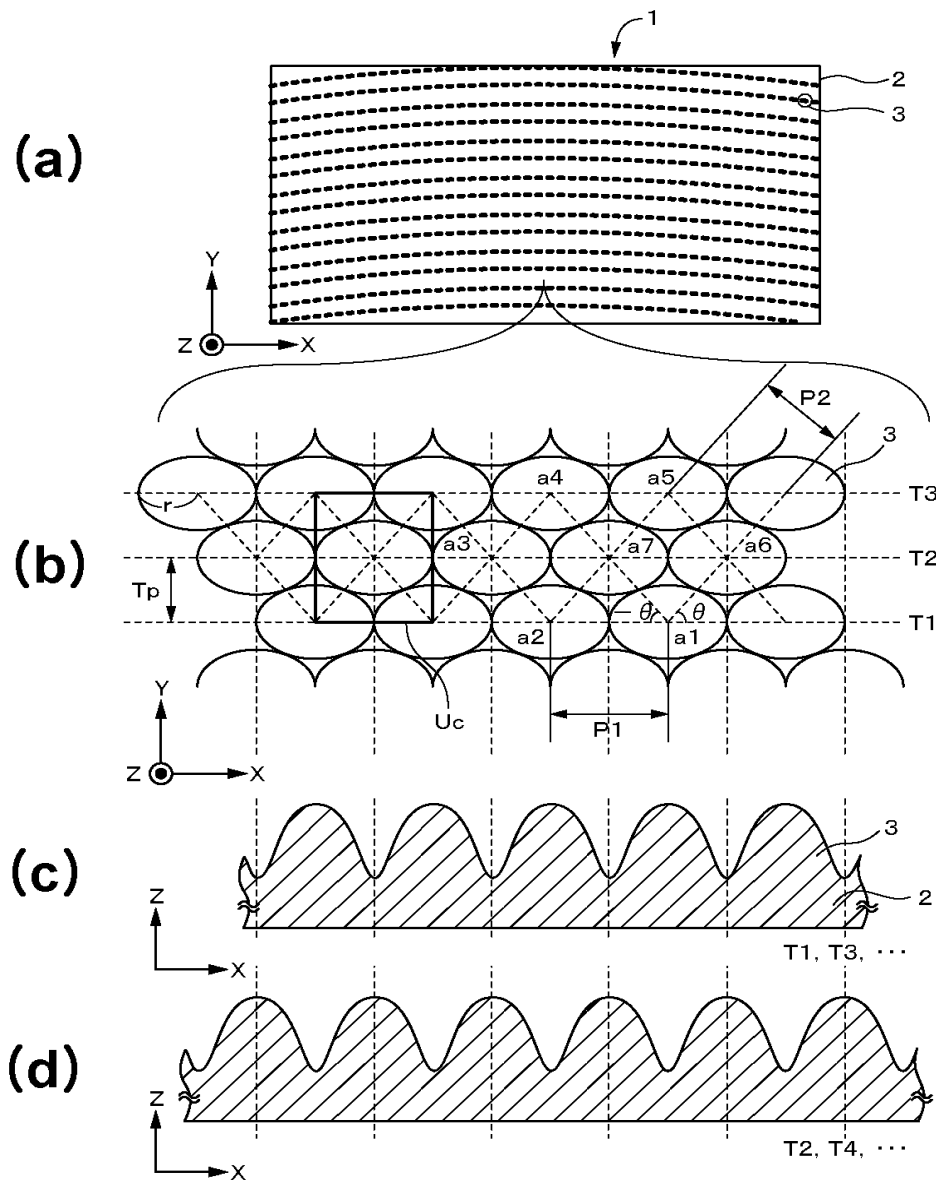 1
2
3
(a)
Y
Z X
P2
3
a4 a5
r T3
(b)
a3 a7 a6 T2
Tp
−θ θ T1
a2 a1
Uc P1
Y
Z X
(c)
3
2
Z
X
T1, T3, ···
(d)
Z
X
T2, T4, ···